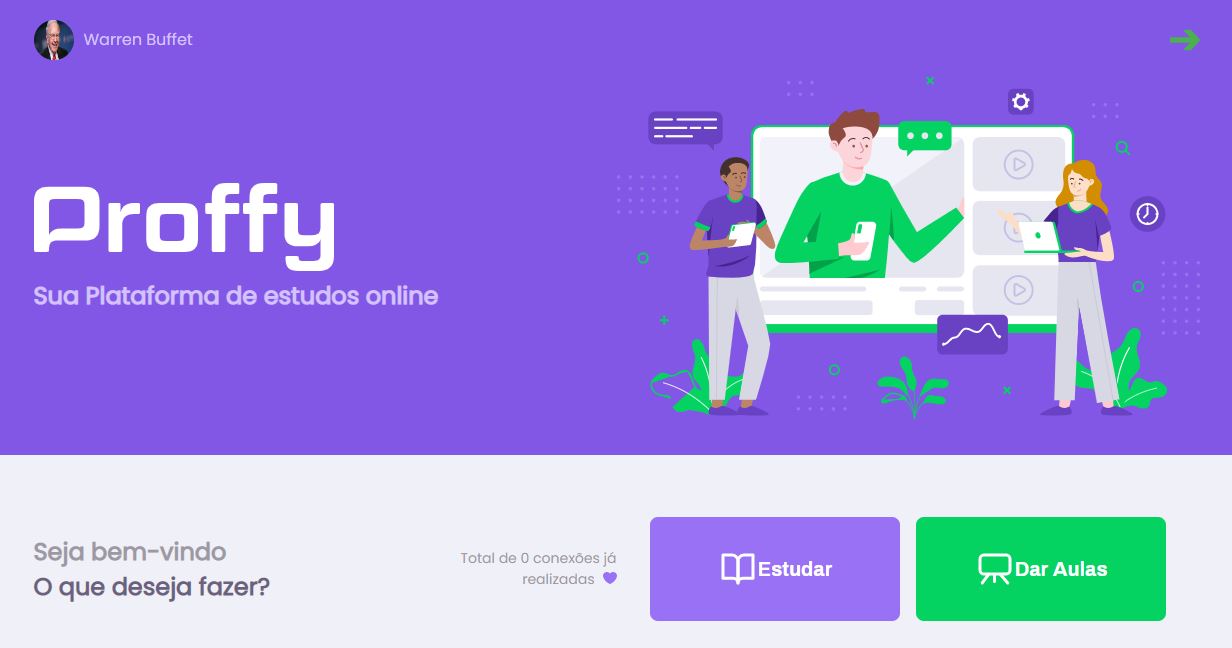 Warren Buffet
Proffy
Sua Plataforma de estudos online
Seja bem-vindo
O que deseja fazer?
Total de 0 conexões já
realizadas
Estudar
Dar Aulas